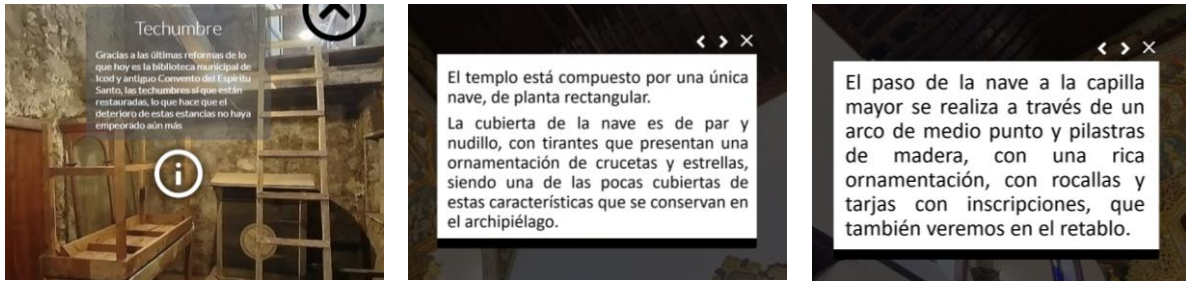 Techumbre
Gracias a las últimas reformas de lo
que hoy es la biblioteca municipal de
Icod y antiguo Convento del Espíritu
Santo, las techumbres sí que están
restauradas, lo que hace que el
deterioro de estas estancias no haya
empeorado aún más
i
El templo está compuesto por una única
nave, de planta rectangular.
La cubierta de la nave es de par y
nudillo, con tirantes que presentan una
ornamentación de crucetas y estrellas,
siendo una de las pocas cubiertas de
estas características que se conservan en
el archipiélago.
El paso de la nave a la capilla
mayor se realiza a través de un
arco de medio punto y pilastras
de madera, con una rica
ornamentación, con rocallas y
tarjas con inscripciones, que
también veremos en el retablo.